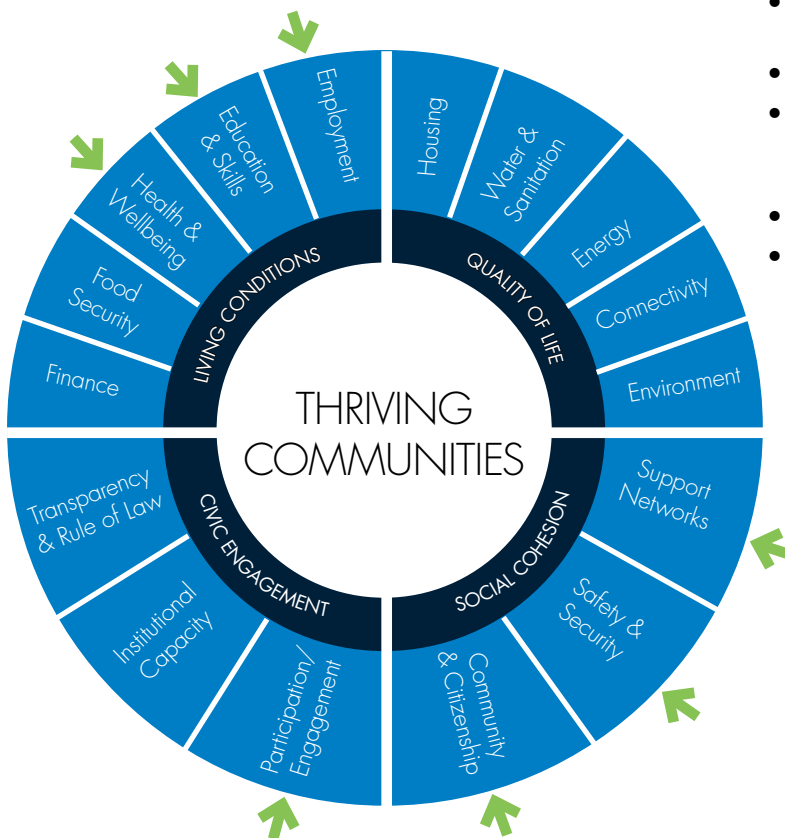 Employment
Education
& Skills
Health &
Wellbeing
Food
Security
Finance
LIVING CONDITIONS
Housing
Water &
Sanitation
Energy
Connectivity
Environment
QUALITY OF LIFE
THRIVING
COMMUNITIES
Transparency
& Rule of Law
Institutional
Capacity
Participation/
Engagement
CIVIC ENGAGEMENT
Support
Networks
Safety &
Security
Community
& Citizenship
SOCIAL COHESION